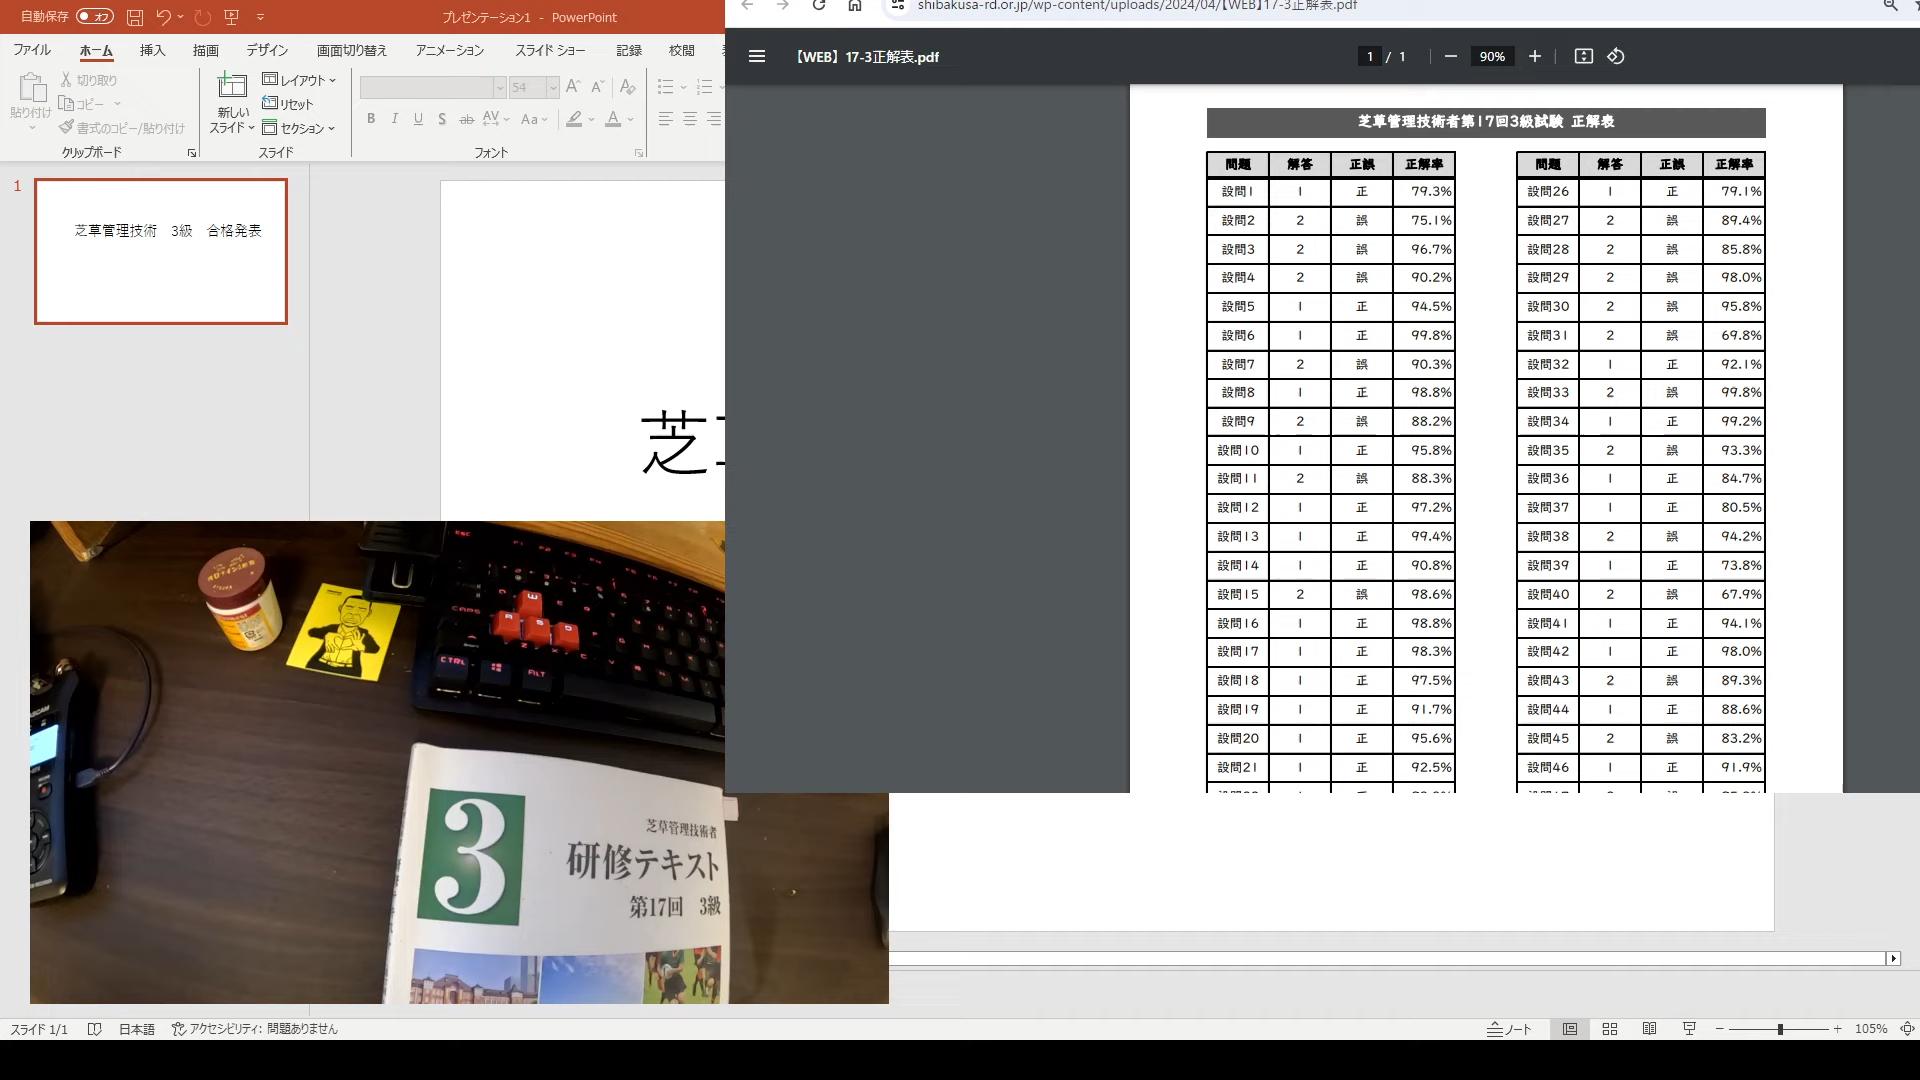 自動保存 オフ プレゼンテーション1 - PowerPoint
ファイル ホーム 挿入 描画 デザイン 画面切り替え アニメーション スライド ショー 記録 校閲
貼り付け 切り取り コピー 書式のコピー/貼り付け
クリップボード
新しい スライド レイアウト リセット セクション
スライド
54
B I U S ab AV Aa A
フォント
1
芝草管理技術 3級 合格発表
芝
shibakusa-rd.or.jp/wp-content/uploads/2024/04/【WEB】17-3正解表.pdf
【WEB】17-3正解表.pdf 1 / 1 90%
芝草管理技術者第17回3級試験 正解表
問題 解答 正誤 正解率
設問1 1 正 79.3%
設問2 2 誤 75.1%
設問3 2 誤 96.7%
設問4 2 誤 90.2%
設問5 1 正 94.5%
設問6 1 正 99.8%
設問7 2 誤 90.3%
設問8 1 正 98.8%
設問9 2 誤 88.2%
設問10 1 正 95.8%
設問11 2 誤 88.3%
設問12 1 正 97.2%
設問13 1 正 99.4%
設問14 1 正 90.8%
設問15 2 誤 98.6%
設問16 1 正 98.8%
設問17 1 正 98.3%
設問18 1 正 97.5%
設問19 1 正 91.7%
設問20 1 正 95.6%
設問21 1 正 92.5%
問題 解答 正誤 正解率
設問26 1 正 79.1%
設問27 2 誤 89.4%
設問28 2 誤 85.8%
設問29 2 誤 98.0%
設問30 2 誤 95.8%
設問31 2 誤 69.8%
設問32 1 正 92.1%
設問33 2 誤 99.8%
設問34 1 正 99.2%
設問35 2 誤 93.3%
設問36 1 正 84.7%
設問37 1 正 80.5%
設問38 2 誤 94.2%
設問39 1 正 73.8%
設問40 2 誤 67.9%
設問41 1 正 94.1%
設問42 1 正 98.0%
設問43 2 誤 89.3%
設問44 1 正 88.6%
設問45 2 誤 83.2%
設問46 1 正 91.9%
ESC
CAPS
W
A S D
Z X C
CTRL ALT
3
芝草管理技術者
研修テキスト
第17回 3級
スライド 1/1 日本語 アクセシビリティ: 問題ありません ノート 105%